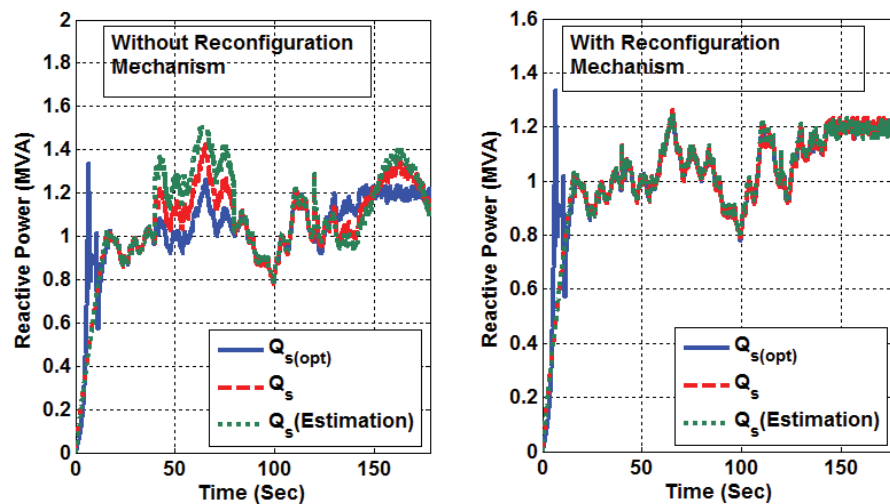 Without Reconfiguration
Mechanism
Reactive Power (MVA)
2
1.8
1.6
1.4
1.2
1
0.8
0.6
0.4
0.2
0
0
50
100
150
Time (Sec)
Qs(opt)
Qs
Qs(Estimation)
With Reconfiguration
Mechanism
Reactive Power (MVA)
1.6
1.4
1.2
1
0.8
0.6
0.4
0.2
0
0
50
100
150
Time (Sec)
Qs(opt)
Qs
Qs(Estimation)